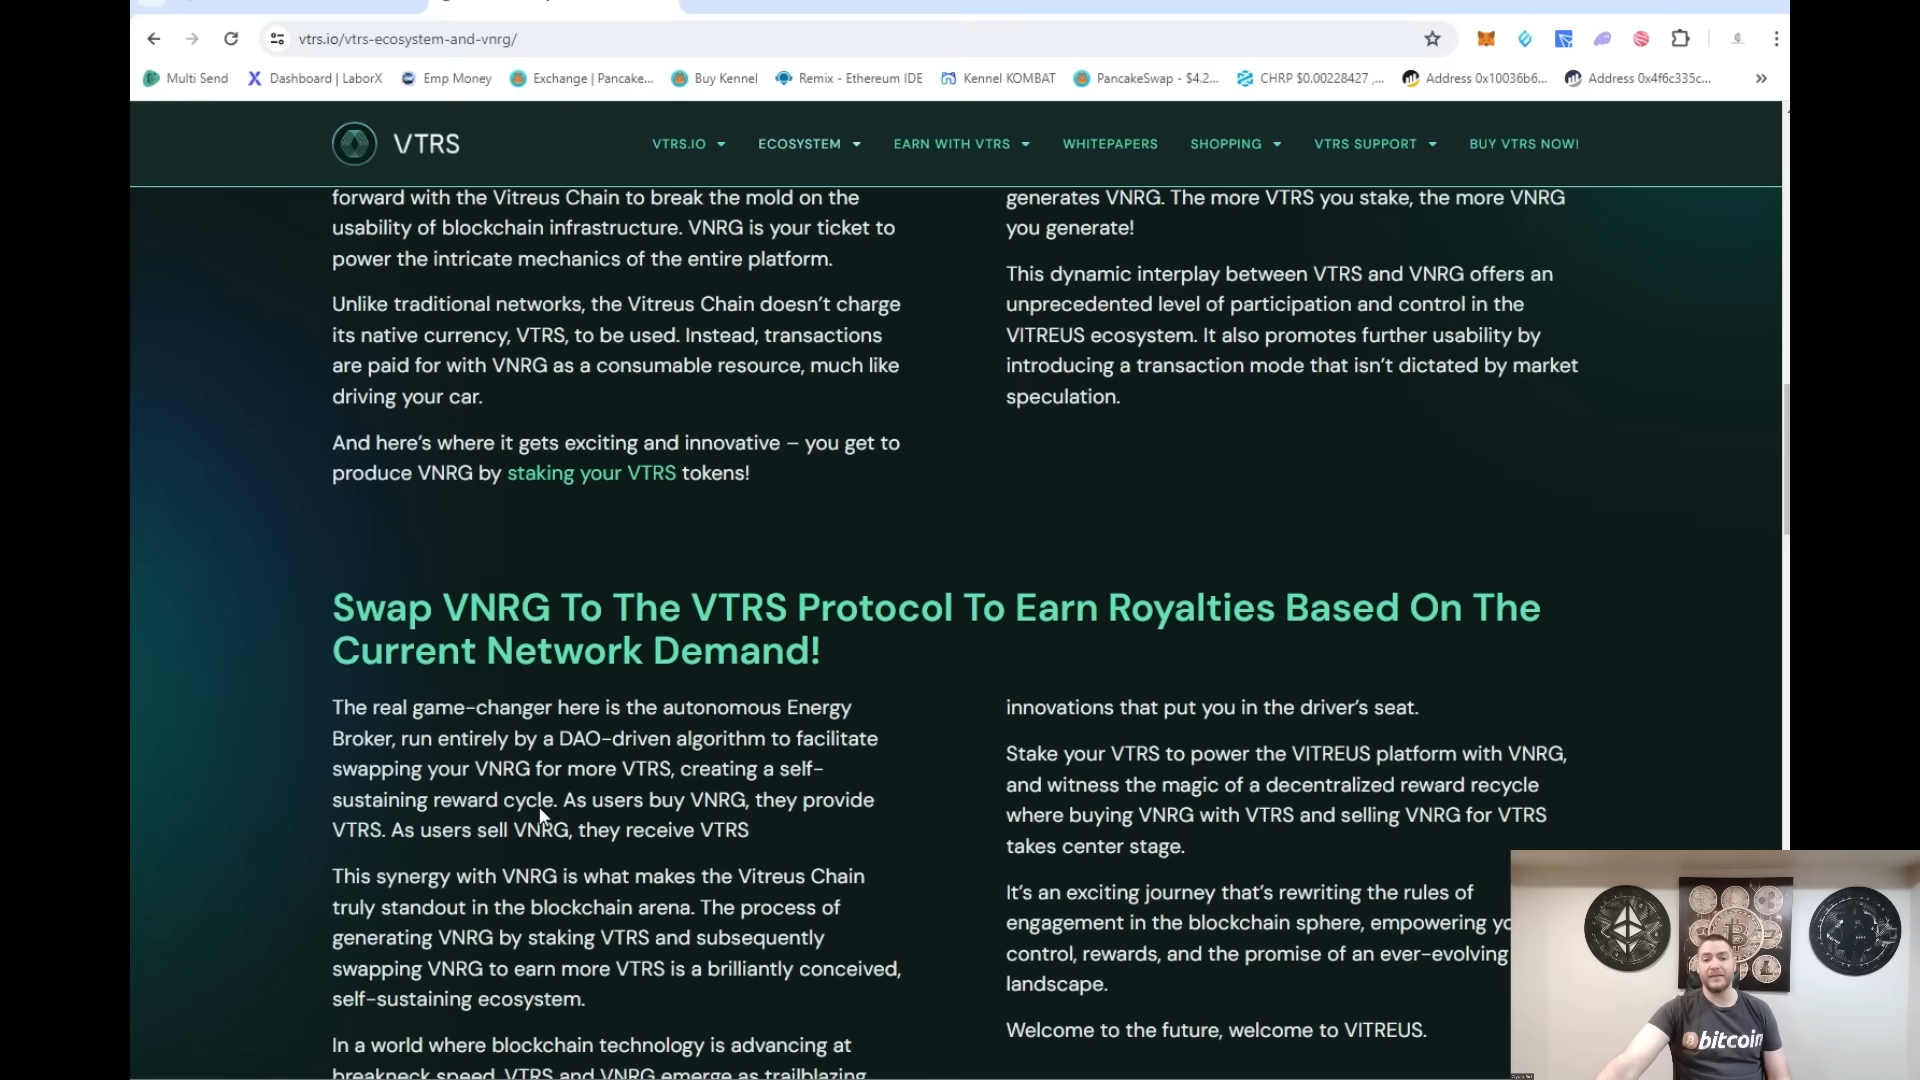 vtrs.io/vtrs-ecosystem-and-vnrg/
Multi Send
Dashboard | LaborX
Emp Money
Exchange | Pancake...
Buy Kennel
Remix - Ethereum IDE
Kennel KOMBAT
PancakeSwap - $4.2...
CHRP $0.00228427 ,...
Address 0x10036b6...
Address 0x4f6c335c...
»
VTRS
VTRS.IO
ECOSYSTEM
EARN WITH VTRS
WHITEPAPERS
SHOPPING
VTRS SUPPORT
BUY VTRS NOW!
forward with the Vitreus Chain to break the mold on the
usability of blockchain infrastructure. VNRG is your ticket to
power the intricate mechanics of the entire platform.
Unlike traditional networks, the Vitreus Chain doesn't charge
its native currency, VTRS, to be used. Instead, transactions
are paid for with VNRG as a consumable resource, much like
driving your car.
And here's where it gets exciting and innovative – you get to
produce VNRG by staking your VTRS tokens!
generates VNRG. The more VTRS you stake, the more VNRG
you generate!
This dynamic interplay between VTRS and VNRG offers an
unprecedented level of participation and control in the
VITREUS ecosystem. It also promotes further usability by
introducing a transaction mode that isn't dictated by market
speculation.
Swap VNRG To The VTRS Protocol To Earn Royalties Based On The
Current Network Demand!
The real game-changer here is the autonomous Energy
Broker, run entirely by a DAO-driven algorithm to facilitate
swapping your VNRG for more VTRS, creating a self-
sustaining reward cycle. As users buy VNRG, they provide
VTRS. As users sell VNRG, they receive VTRS
This synergy with VNRG is what makes the Vitreus Chain
truly standout in the blockchain arena. The process of
generating VNRG by staking VTRS and subsequently
swapping VNRG to earn more VTRS is a brilliantly conceived,
self-sustaining ecosystem.
In a world where blockchain technology is advancing at
breakneck speed, VTRS and VNRG emerge as trailblazing
innovations that put you in the driver's seat.
Stake your VTRS to power the VITREUS platform with VNRG,
and witness the magic of a decentralized reward recycle
where buying VNRG with VTRS and selling VNRG for VTRS
takes center stage.
It's an exciting journey that's rewriting the rules of
engagement in the blockchain sphere, empowering yo
control, rewards, and the promise of an ever-evolving
landscape.
Welcome to the future, welcome to VITREUS.
bitcoin